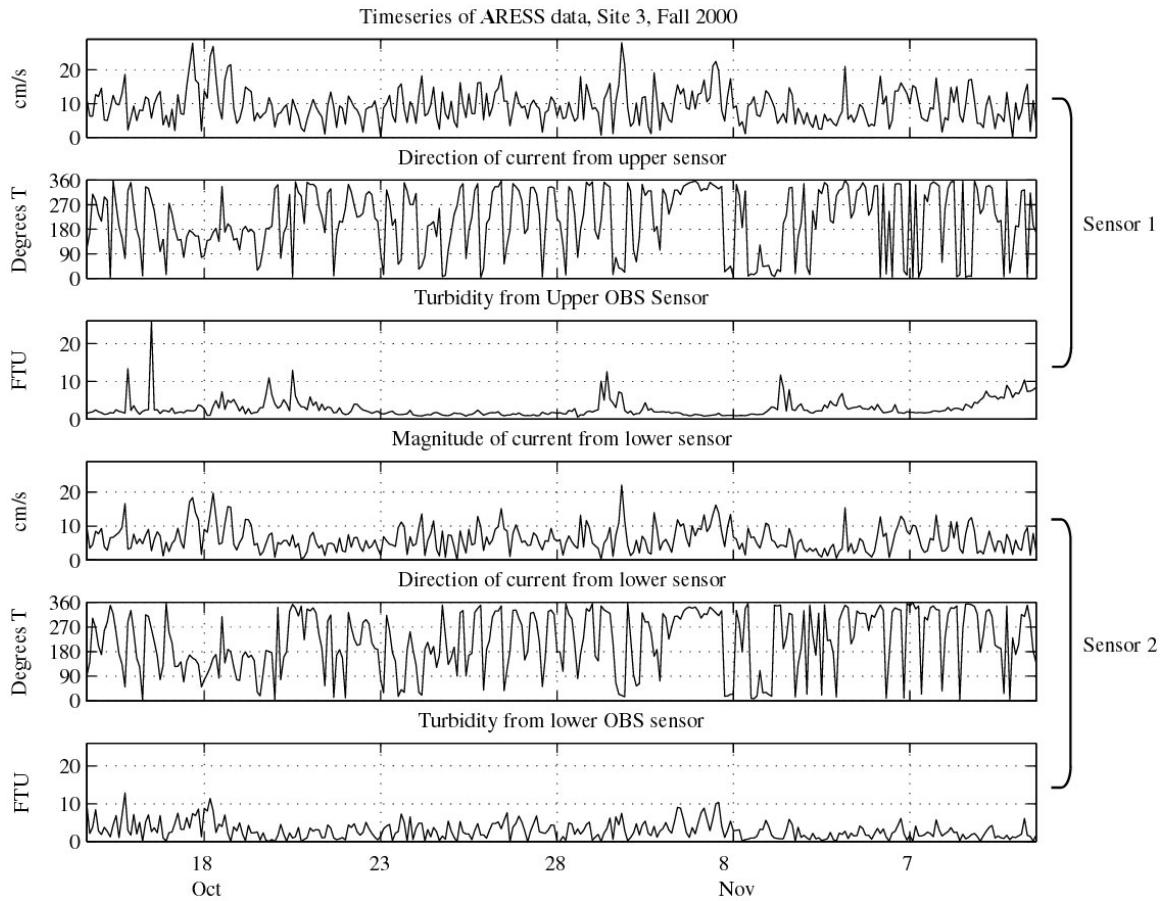 Timeseries of ARESS data, Site 3, Fall 2000
cm/s
20
10
0
Direction of current from upper sensor
Degrees T
360
270
180
90
0
Turbidity from Upper OBS Sensor
FTU
20
10
0
Sensor 1
Magnitude of current from lower sensor
cm/s
20
10
0
Direction of current from lower sensor
Degrees T
360
270
180
90
0
Turbidity from lower OBS sensor
FTU
20
10
0
Sensor 2
18 23 28 8 7
Oct Nov